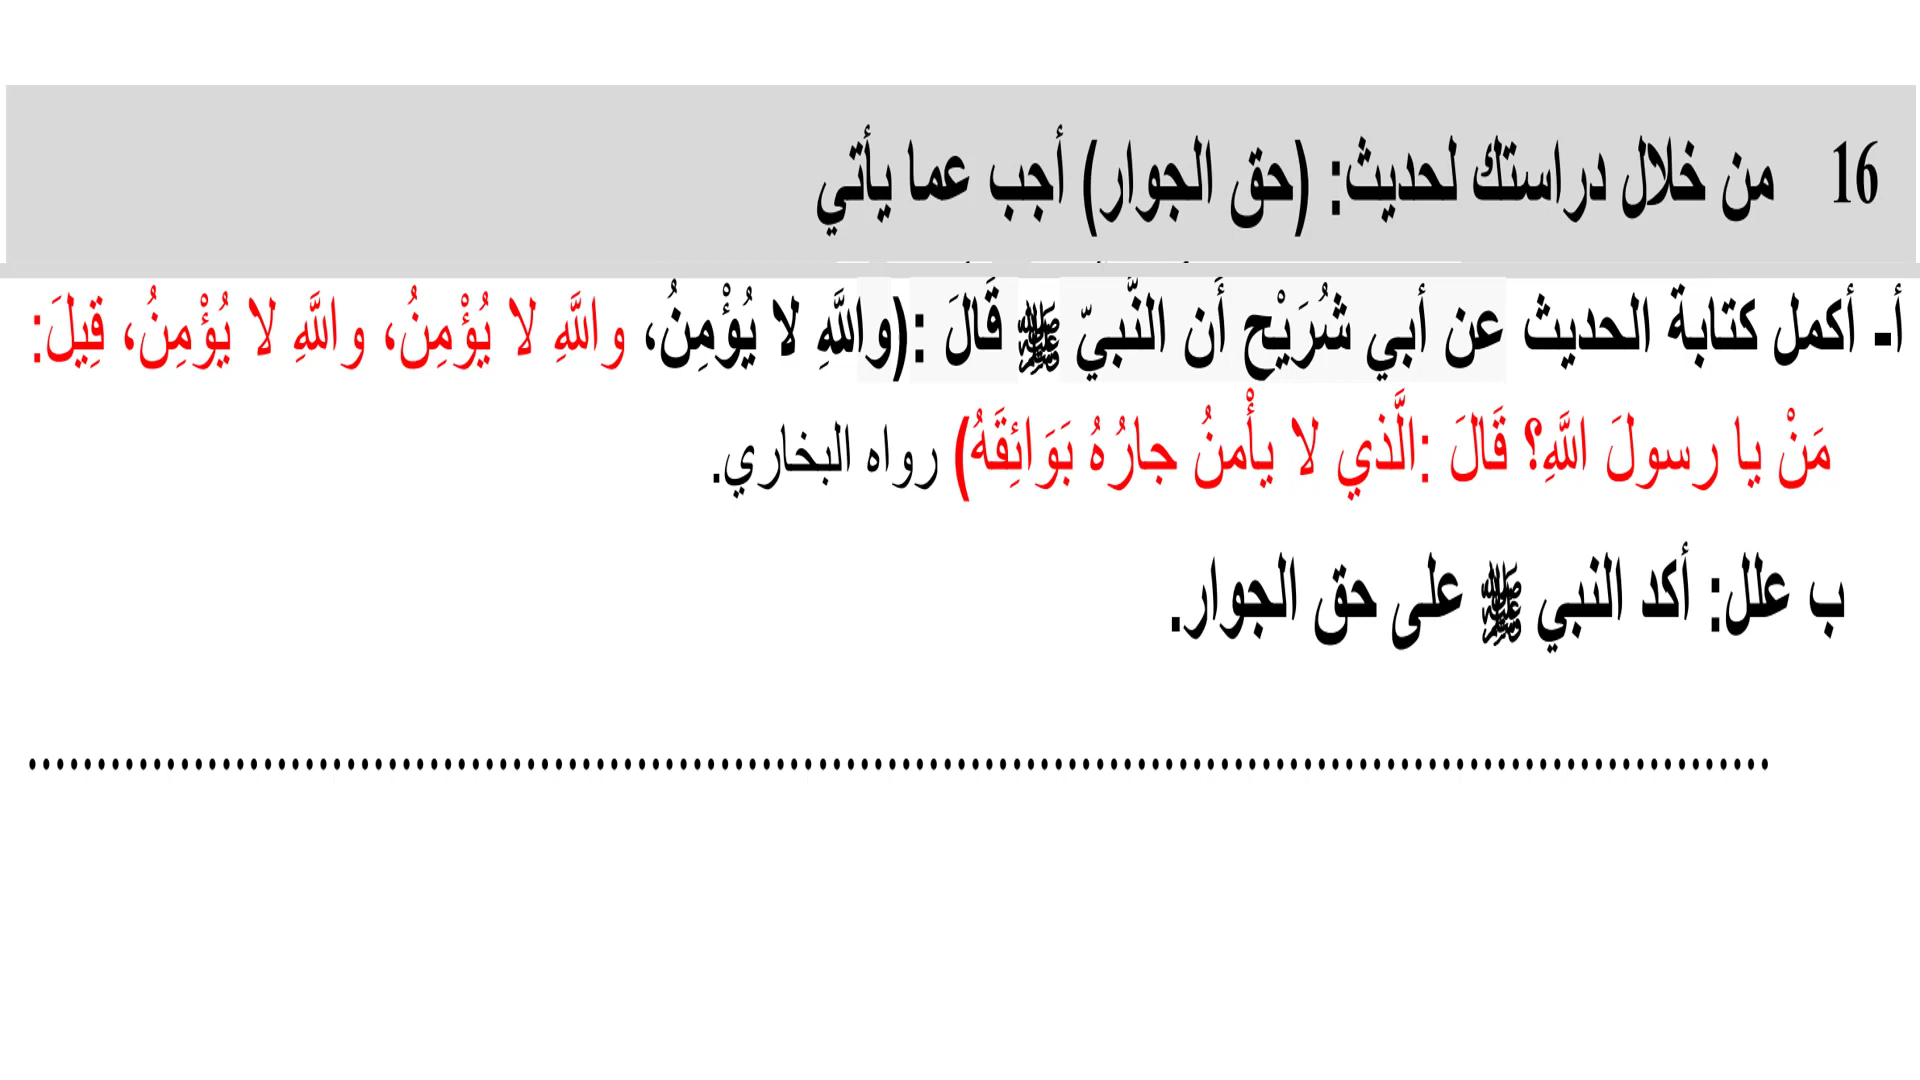 16 من خلال دراستك لحديث: (حق الجوار) أجب عما يأتي
أ- أكمل كتابة الحديث عن أبي شُرَيْح أَن النَّبيّ ﷺ قَالَ :(واللَّهِ لا يُؤْمِنُ، واللَّهِ لا يُؤْمِنُ، واللَّهِ لا يُؤْمِنُ، قِيلَ:
مَنْ يا رسولَ اللَّهِ؟ قَالَ :الَّذي لا يأْمنُ جارُهُ بَوَائِقَهُ) رواه البخاري.
ب علل: أكد النبي ﷺ على حق الجوار.
................................................................................................................................